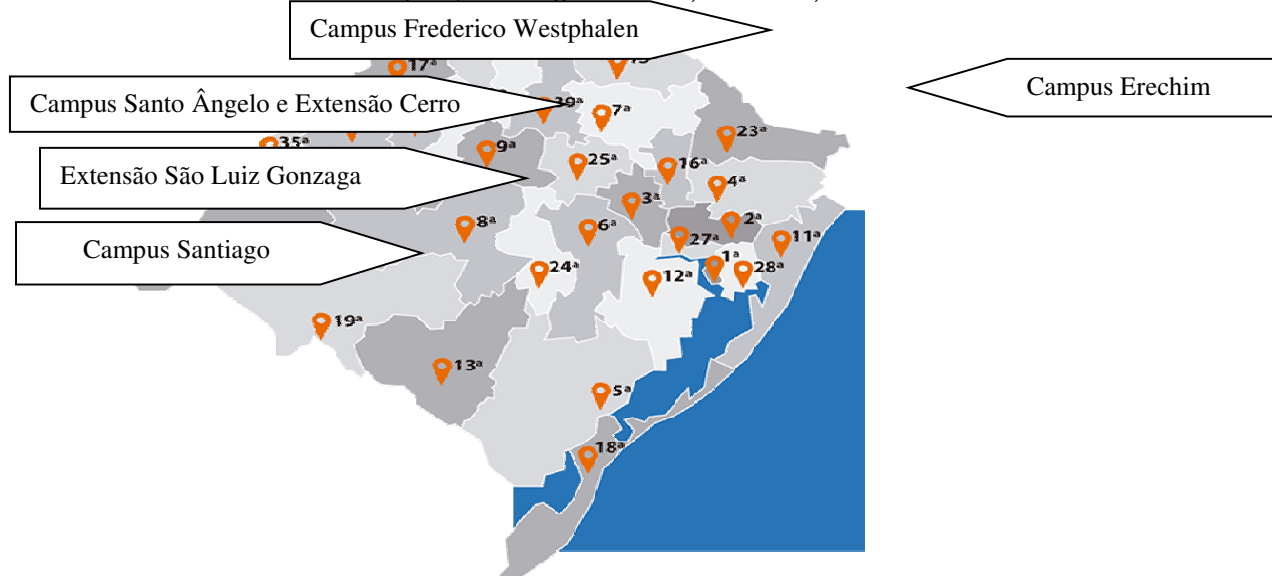 Campus Frederico Westphalen
17ª
Campus Erechim
Campus Santo Ângelo e Extensão Cerro
39ª
7ª
23ª
35ª
9ª
25ª
16ª
Extensão São Luiz Gonzaga
4ª
3ª
8ª
6ª
2ª
27ª
11ª
Campus Santiago
24ª
12ª
1ª
28ª
19ª
13ª
5ª
18ª